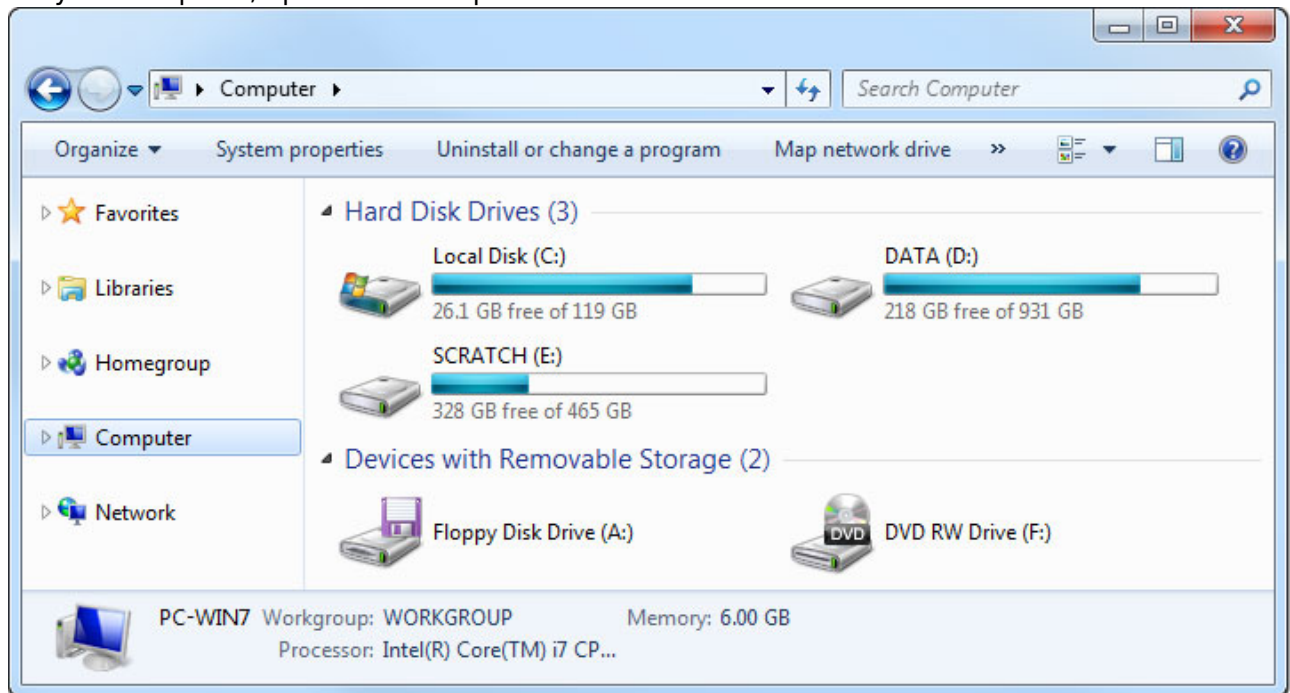 Computer
Search Computer
Organize System properties Uninstall or change a program Map network drive »
Favorites
Libraries
Homegroup
Computer
Network
Hard Disk Drives (3)
Local Disk (C:)
26.1 GB free of 119 GB
DATA (D:)
218 GB free of 931 GB
SCRATCH (E:)
328 GB free of 465 GB
Devices with Removable Storage (2)
Floppy Disk Drive (A:)
DVD
DVD RW Drive (F:)
PC-WIN7 Workgroup: WORKGROUP Memory: 6.00 GB
Processor: Intel(R) Core(TM) i7 CP...